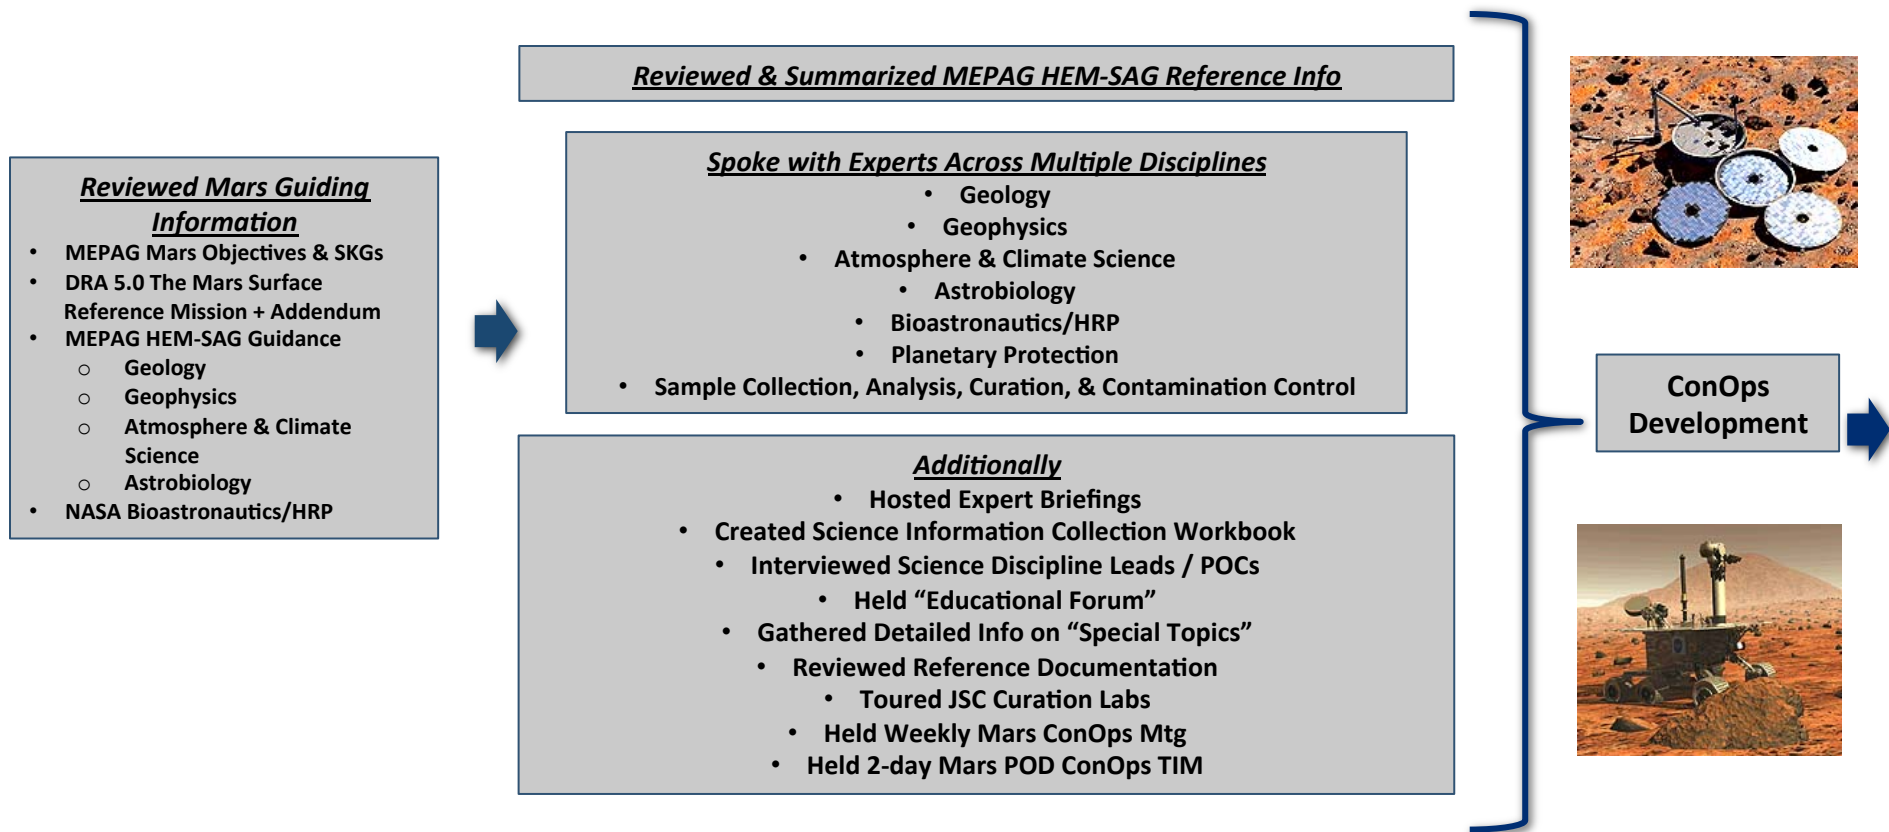 Reviewed Mars Guiding
Information
• MEPAG Mars Objectives & SKGs
• DRA 5.0 The Mars Surface
Reference Mission + Addendum
• MEPAG HEM-SAG Guidance
o Geology
o Geophysics
o Atmosphere & Climate
Science
o Astrobiology
• NASA Bioastronautics/HRP
Reviewed & Summarized MEPAG HEM-SAG Reference Info
Spoke with Experts Across Multiple Disciplines
• Geology
• Geophysics
• Atmosphere & Climate Science
• Astrobiology
• Bioastronautics/HRP
• Planetary Protection
• Sample Collection, Analysis, Curation, & Contamination Control
Additionally
• Hosted Expert Briefings
• Created Science Information Collection Workbook
• Interviewed Science Discipline Leads / POCs
• Held “Educational Forum”
• Gathered Detailed Info on “Special Topics”
• Reviewed Reference Documentation
• Toured JSC Curation Labs
• Held Weekly Mars ConOps Mtg
• Held 2-day Mars POD ConOps TIM
ConOps
Development